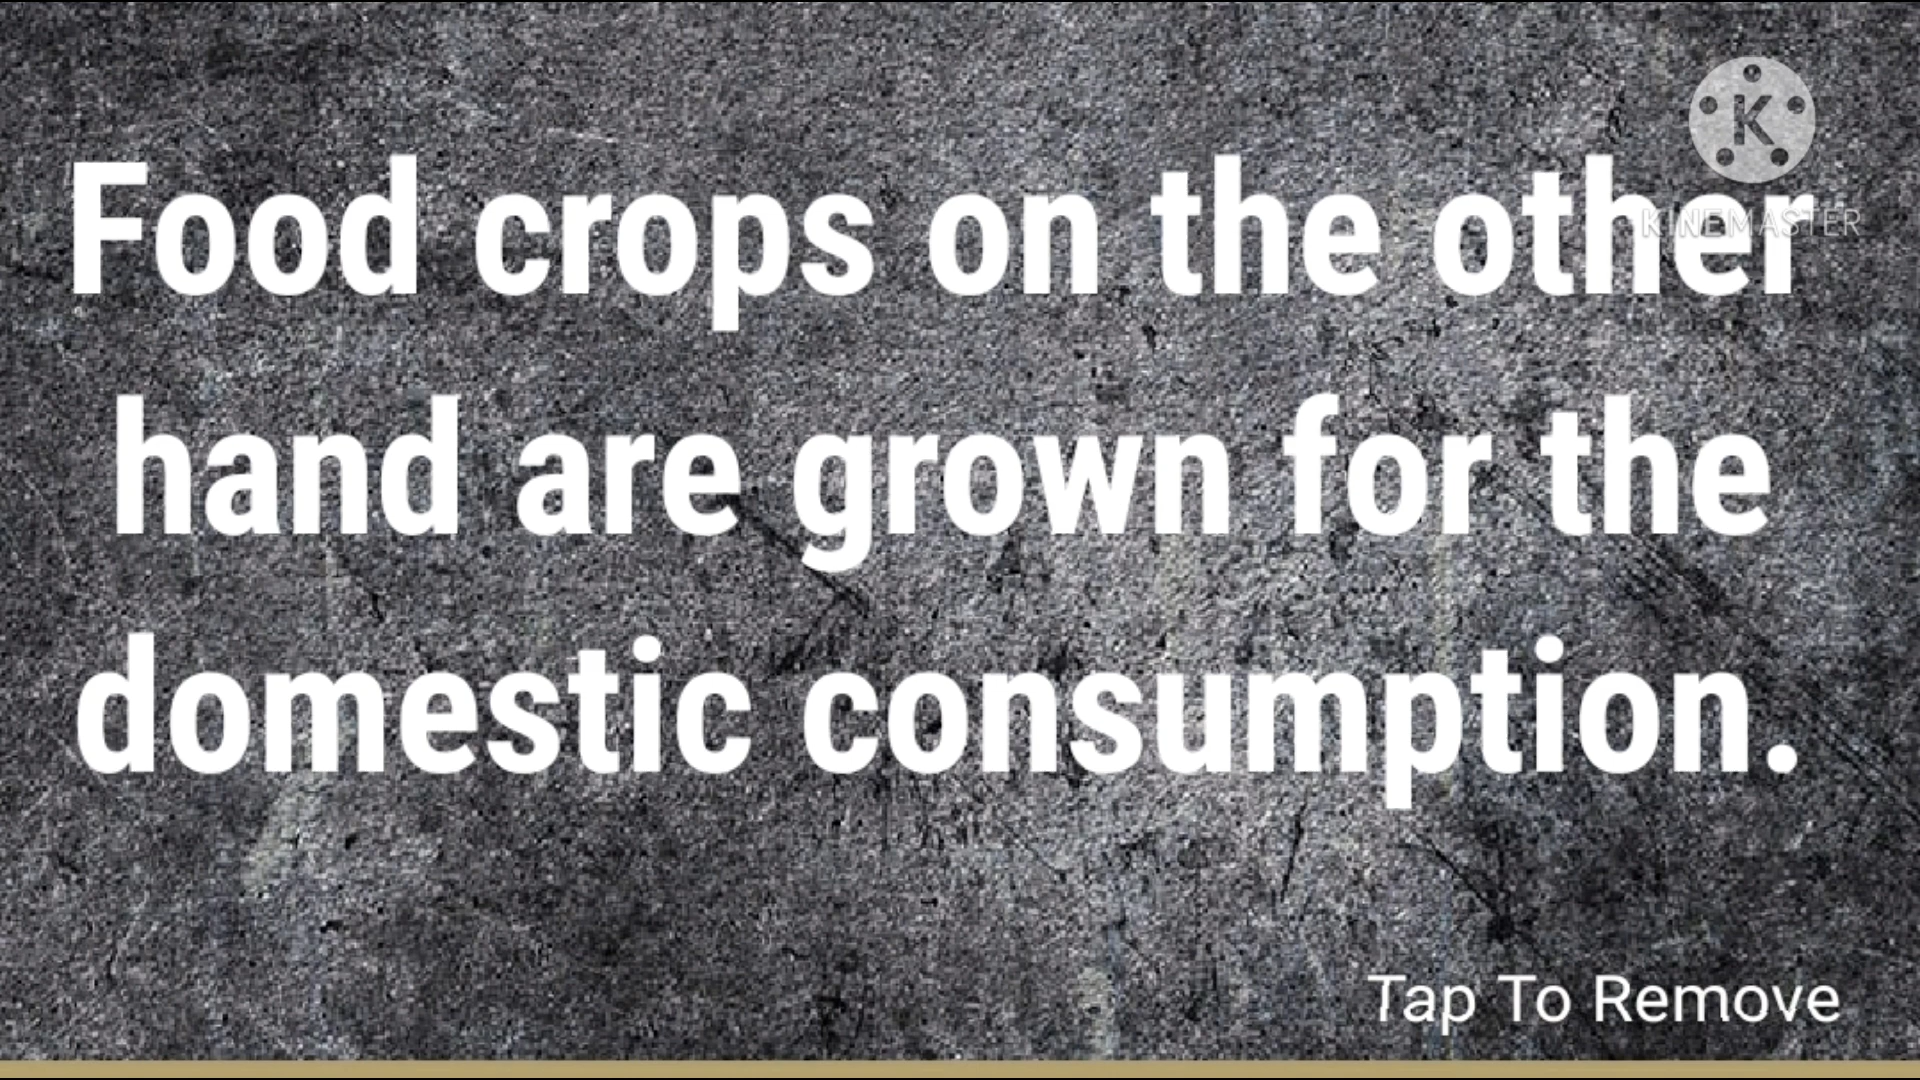 K
KINEMASTER
Food crops on the other
hand are grown for the
domestic consumption.
Tap To Remove